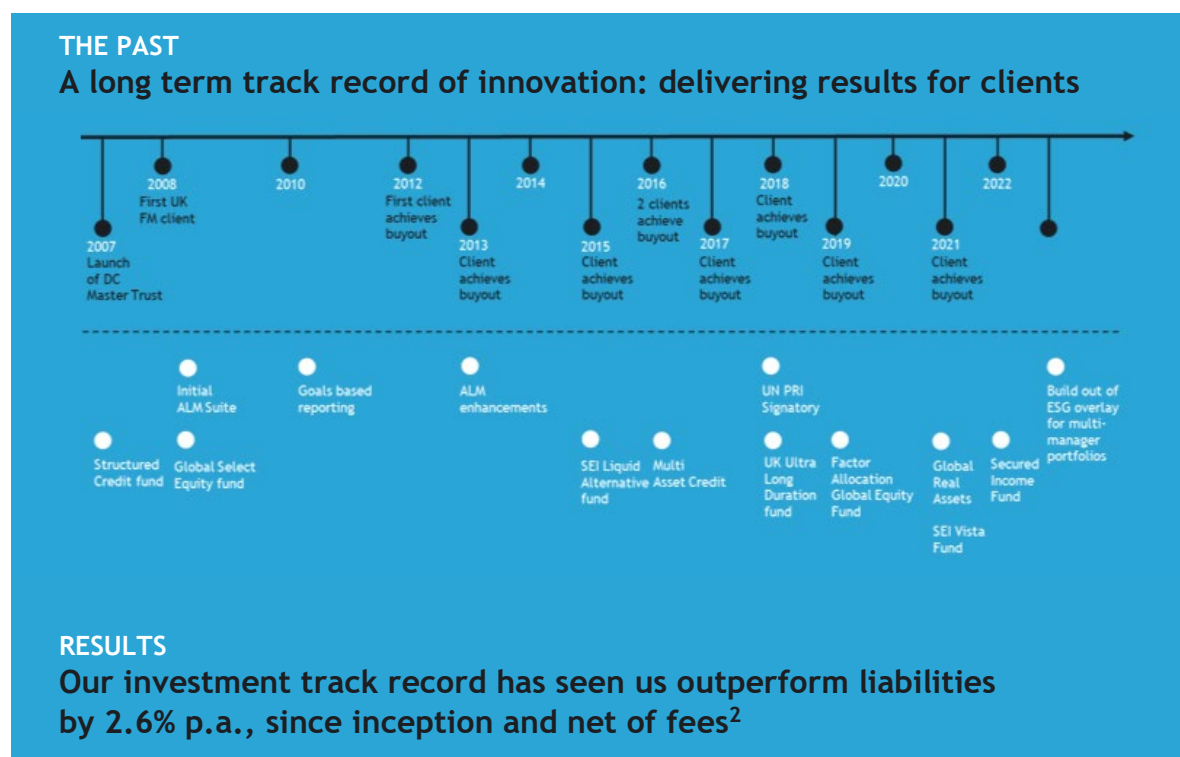 THE PAST
A long term track record of innovation: delivering results for clients
2007
Launch
of DC
Master Trust
2008
First UK
FM client
2010
2012
First client
achieves
buyout
2013
Client
achieves
buyout
2014
2015
Client
achieves
buyout
2016
2 clients
achieve
buyout
2017
Client
achieves
buyout
2018
Client
achieves
buyout
2019
Client
achieves
buyout
2020
2021
Client
achieves
buyout
2022
Initial
ALM Suite
Goals based
reporting
ALM
enhancements
UN PRI
Signatory
Build out of
ESG overlay
for multi-
manager
portfolios
Structured
Credit fund
Global Select
Equity fund
SEI Liquid
Alternative
fund
Multi
Asset Credit
UK Ultra
Long
Duration
fund
Factor
Allocation
Global Equity
Fund
Global
Real
Assets
SEI Vista
Fund
Secured
Income
Fund
RESULTS
Our investment track record has seen us outperform liabilities
by 2.6% p.a., since inception and net of fees²